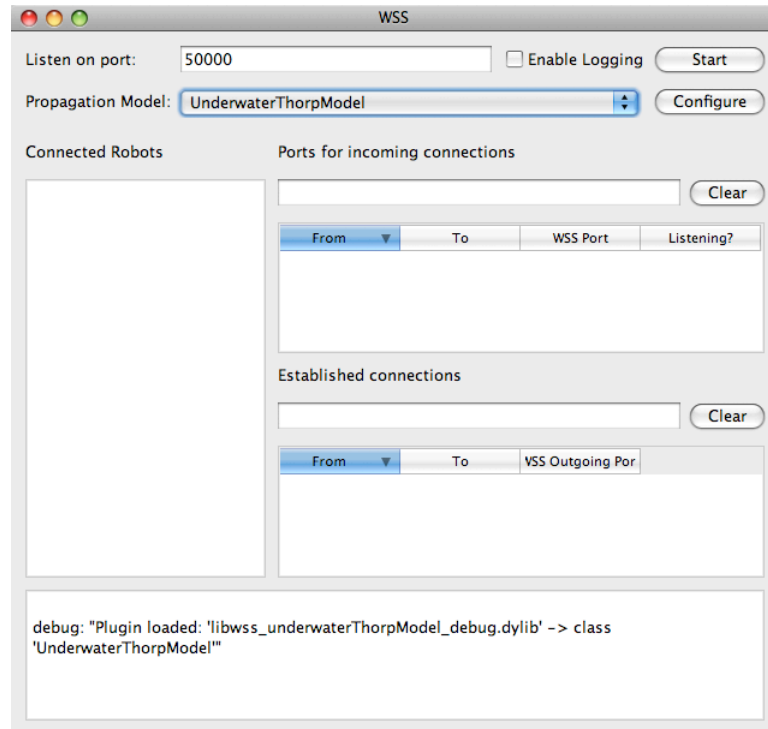 WSS
Listen on port: 50000 Enable Logging Start
Propagation Model: UnderwaterThorpModel Configure
Connected Robots Ports for incoming connections
Clear
From To WSS Port Listening?
Established connections
Clear
From To VSS Outgoing Por
debug: "Plugin loaded: 'libwss_underwaterThorpModel_debug.dylib' -> class
'UnderwaterThorpModel'"